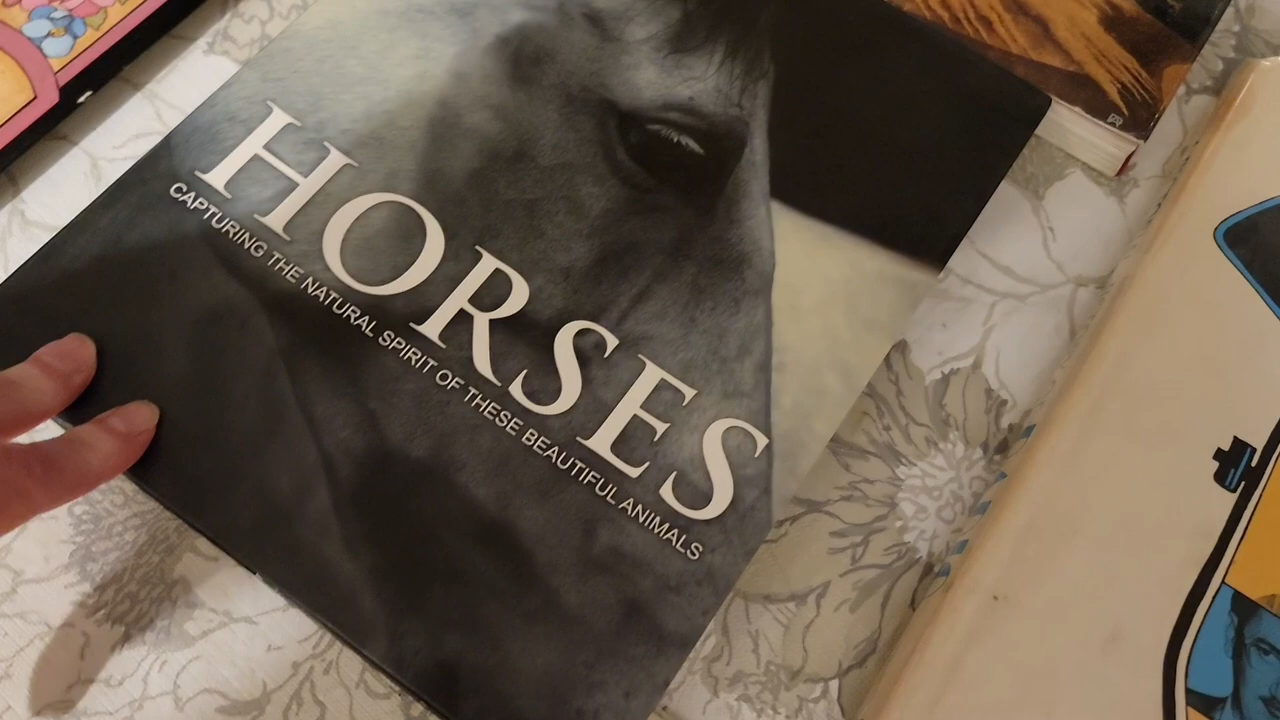 HORSES
CAPTURING THE NATURAL SPIRIT OF THESE BEAUTIFUL ANIMALS